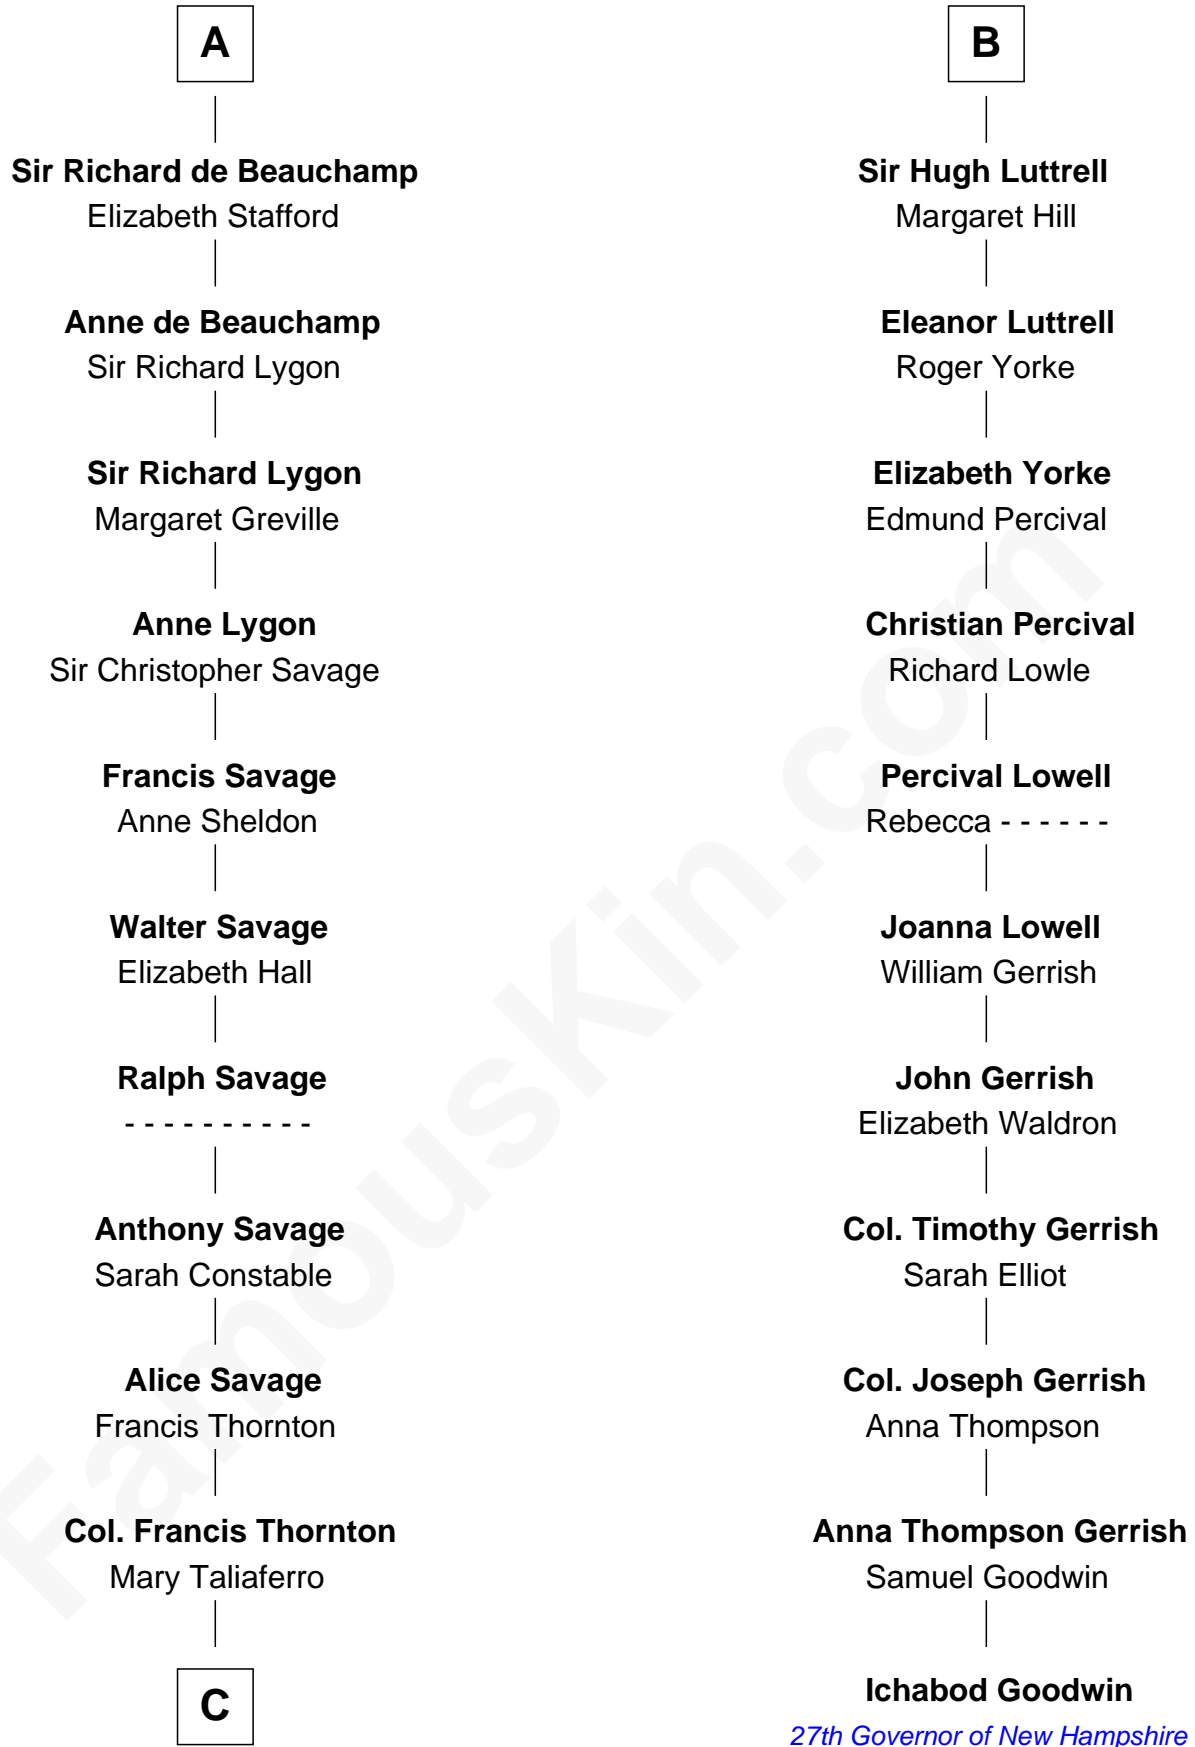 A
Sir Richard de Beauchamp
Elizabeth Stafford
Anne de Beauchamp
Sir Richard Lygon
Sir Richard Lygon
Margaret Greville
Anne Lygon
Sir Christopher Savage
Francis Savage
Anne Sheldon
Walter Savage
Elizabeth Hall
Ralph Savage
- - - - - - - - - -
Anthony Savage
Sarah Constable
Alice Savage
Francis Thornton
Col. Francis Thornton
Mary Taliaferro
C
B
Sir Hugh Luttrell
Margaret Hill
Eleanor Luttrell
Roger Yorke
Elizabeth Yorke
Edmund Percival
Christian Percival
Richard Lowle
Percival Lowell
Rebecca - - - - - -
Joanna Lowell
William Gerrish
John Gerrish
Elizabeth Waldron
Col. Timothy Gerrish
Sarah Elliot
Col. Joseph Gerrish
Anna Thompson
Anna Thompson Gerrish
Samuel Goodwin
Ichabod Goodwin
27th Governor of New Hampshire
FamousKin.com